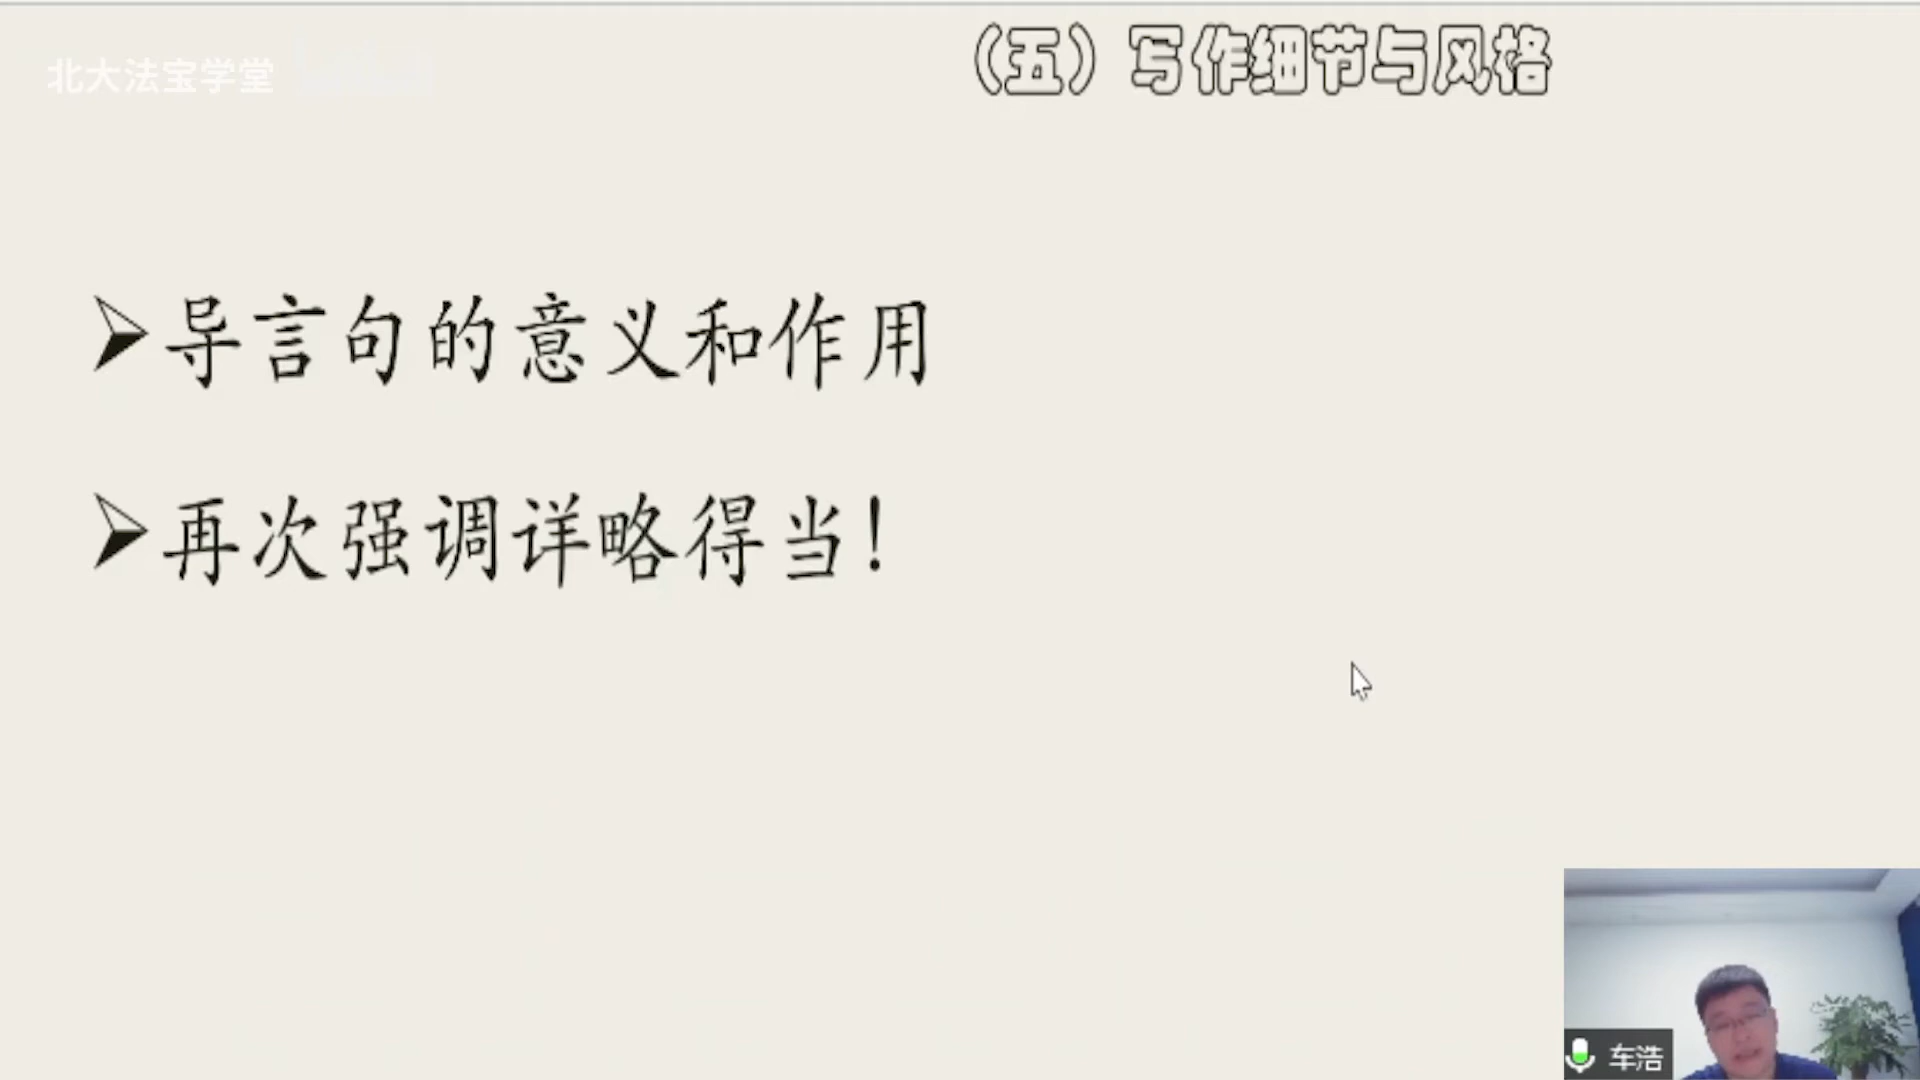 北大法宝学堂
（五）写作细节与风格
导言句的意义和作用
再次强调详略得当！
车浩